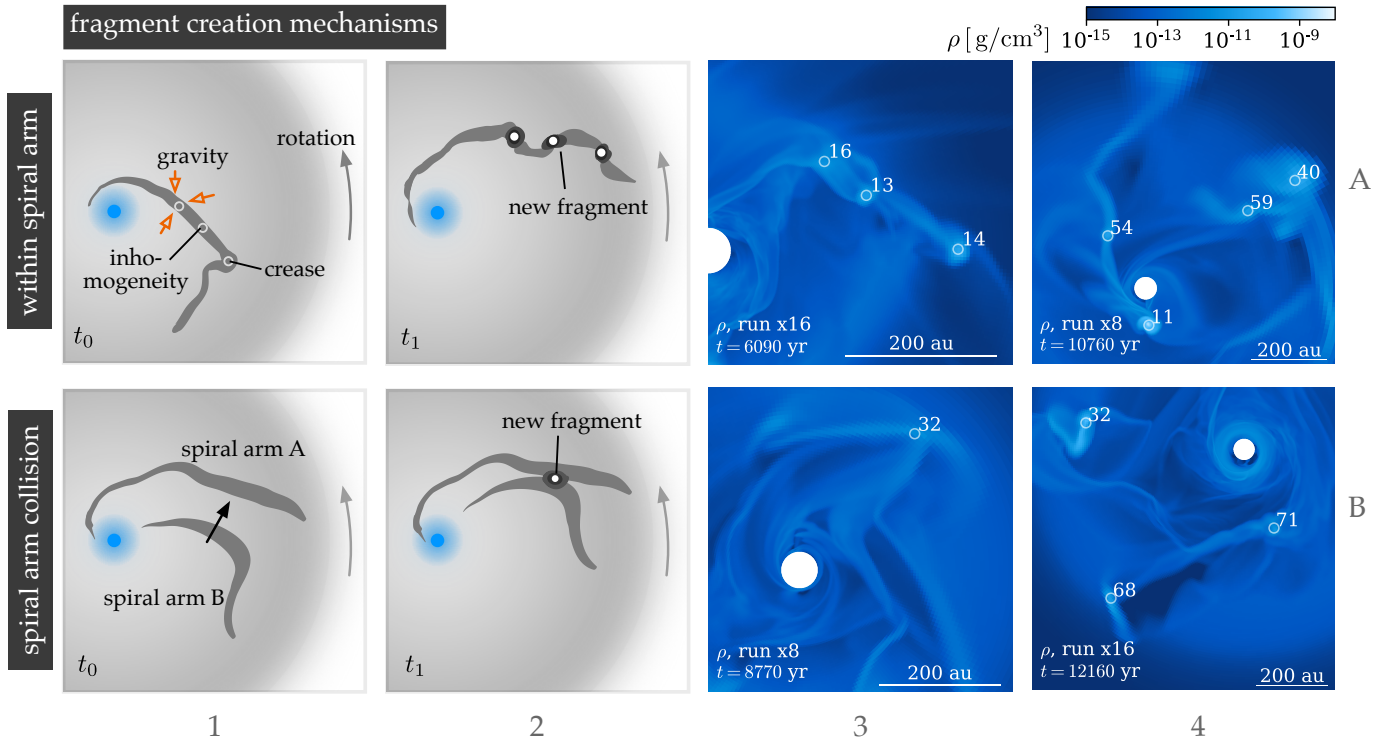 fragment creation mechanisms
ρ [g/cm³]
10⁻¹⁵ 10⁻¹³ 10⁻¹¹ 10⁻⁹
within spiral arm
gravity
rotation
inho-
mogeneity
crease
t₀
new fragment
t₁
16
13
14
ρ, run x16
t = 6090 yr
200 au
40
59
54
11
ρ, run x8
t = 10760 yr
200 au
A
spiral arm collision
spiral arm A
spiral arm B
t₀
new fragment
t₁
32
ρ, run x8
t = 8770 yr
200 au
32
71
68
ρ, run x16
t = 12160 yr
200 au
B
1 2 3 4